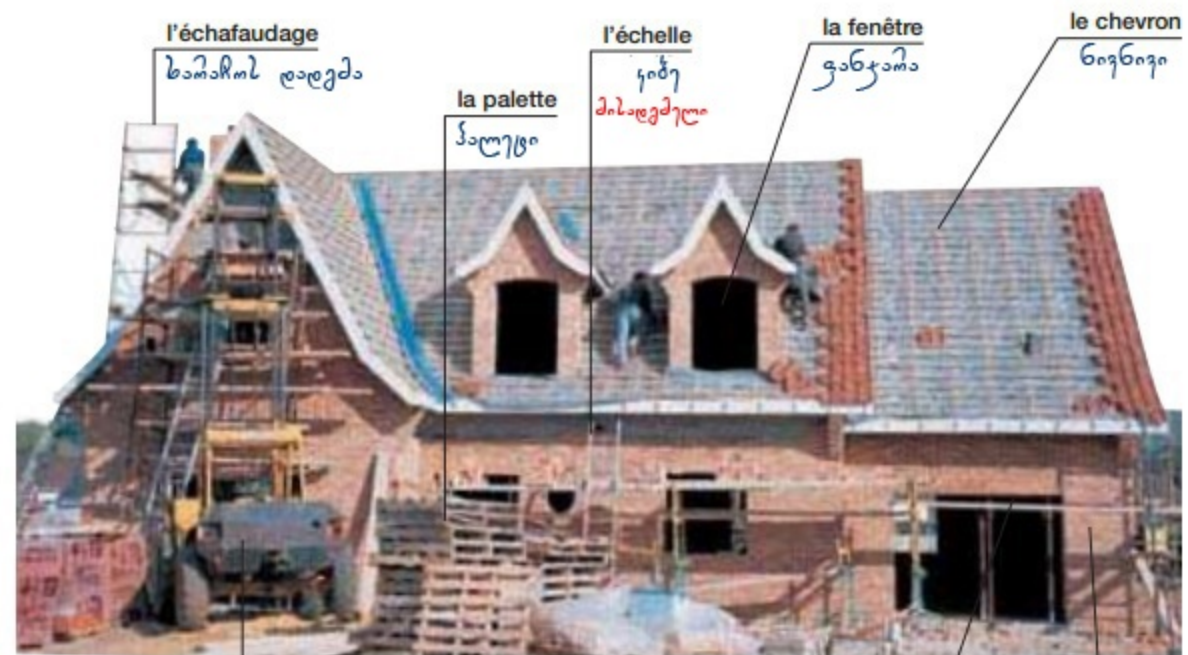 l'échafaudage
ხარაჩოს დადგმა
la palette
პალეტი
l'échelle
კიბე
მისადგმელი
la fenêtre
ფანჯარა
le chevron
ნივნივი